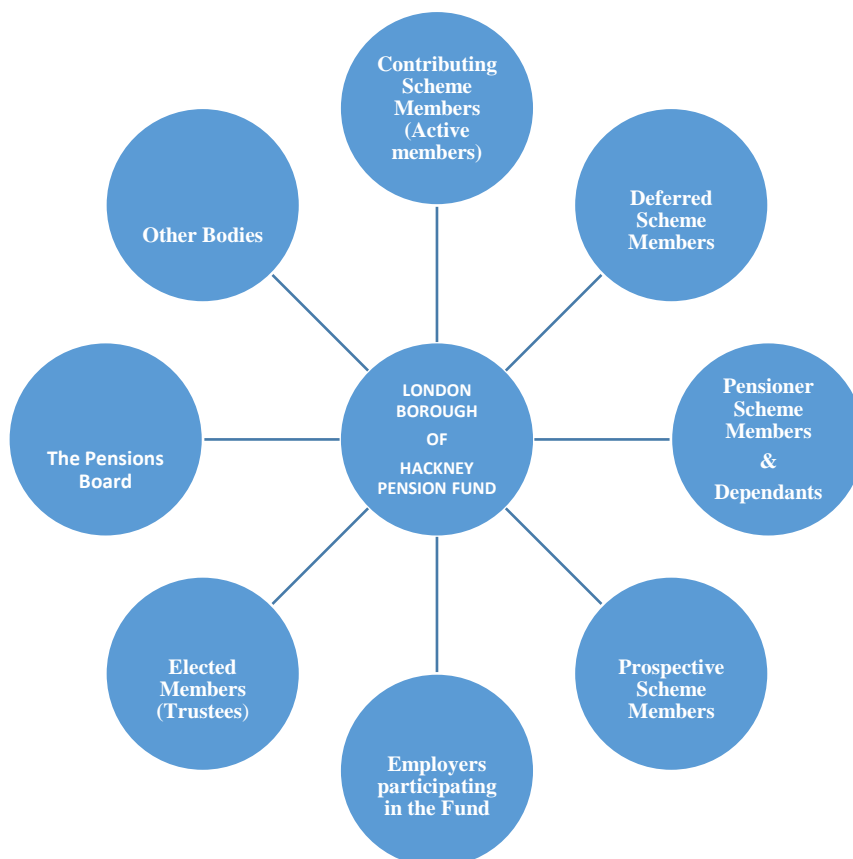 Contributing
Scheme
Members
(Active
members)
Deferred
Scheme
Members
Pensioner
Scheme
Members
&
Dependants
Prospective
Scheme
Members
Employers
participating
in the Fund
Elected
Members
(Trustees)
The Pensions
Board
Other Bodies
LONDON
BOROUGH
OF
HACKNEY
PENSION FUND